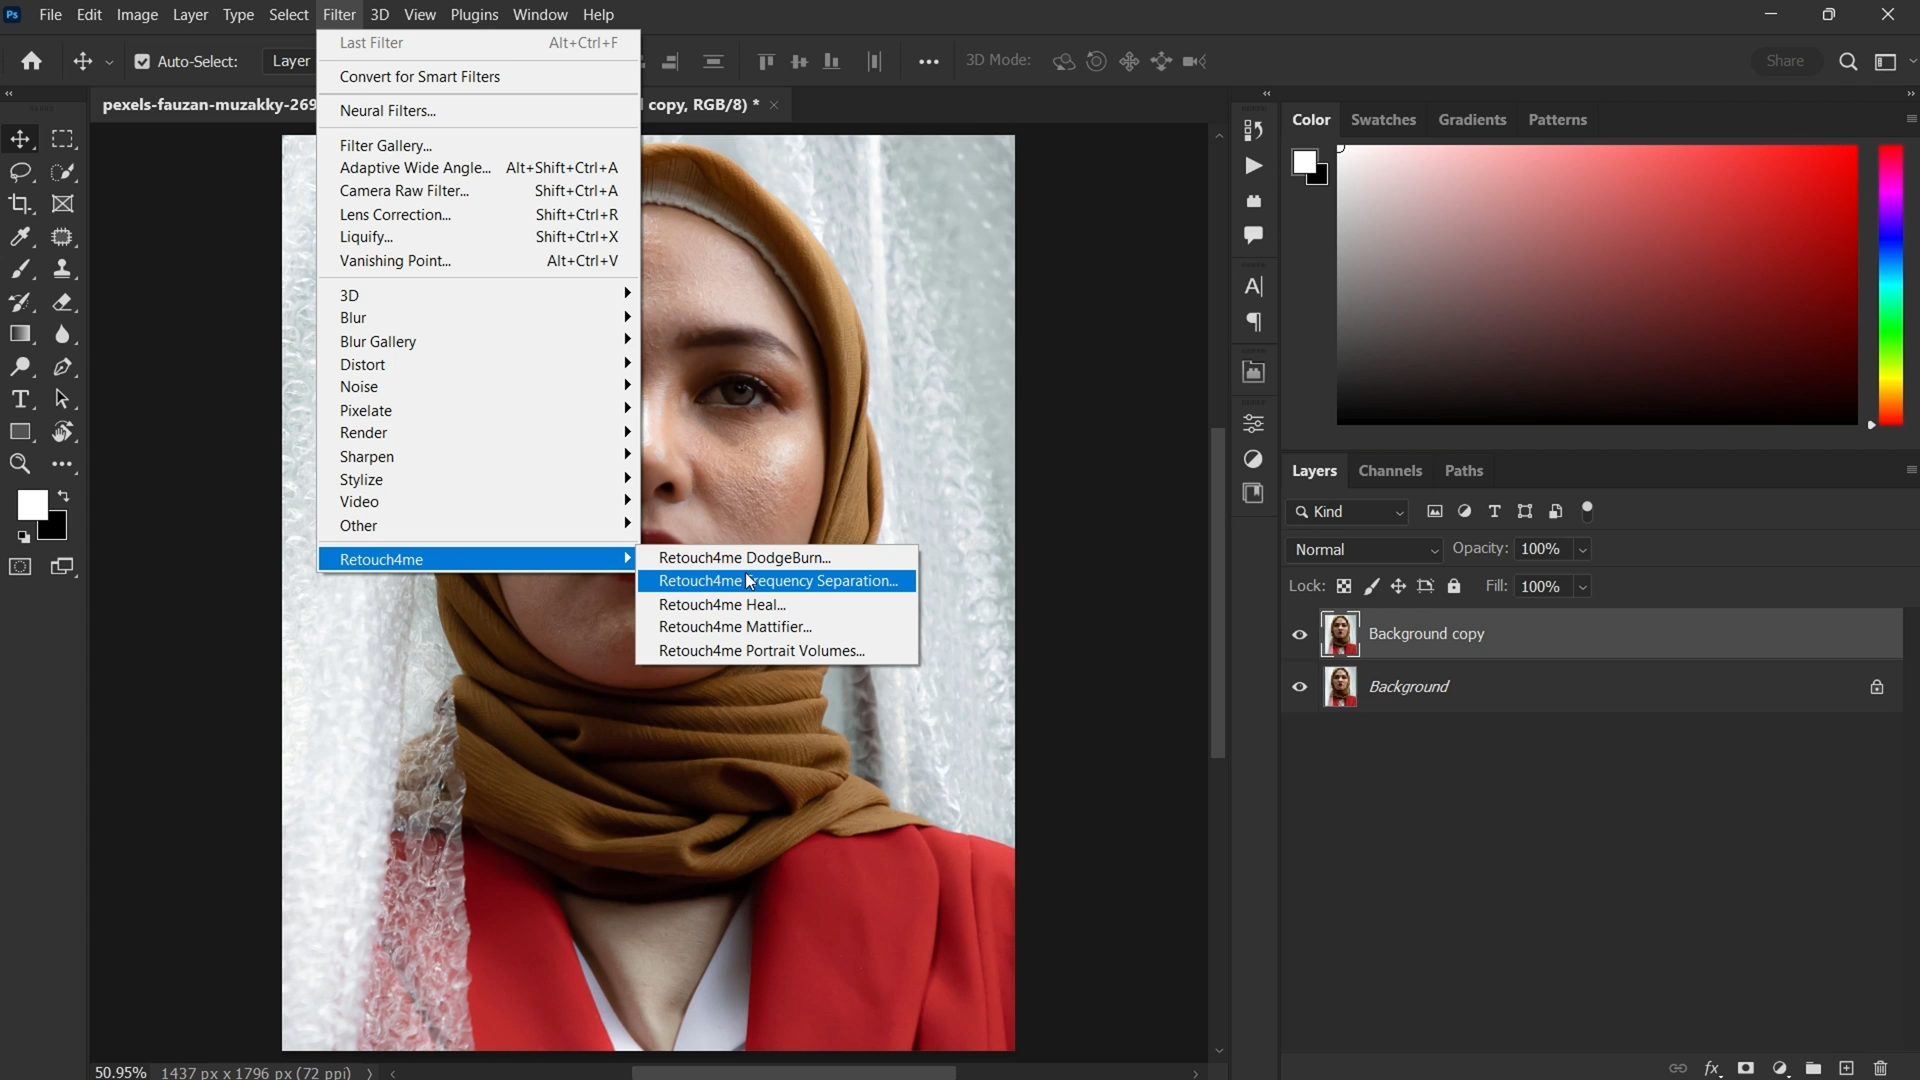 Ps File Edit Image Layer Type Select Filter 3D View Plugins Window Help
Auto-Select: Layer
3D Mode:
Share
pexels-fauzan-muzakky-269
copy, RGB/8) *
Last Filter Alt+Ctrl+F
Convert for Smart Filters
Neural Filters...
Filter Gallery...
Adaptive Wide Angle... Alt+Shift+Ctrl+A
Camera Raw Filter... Shift+Ctrl+A
Lens Correction... Shift+Ctrl+R
Liquify... Shift+Ctrl+X
Vanishing Point... Alt+Ctrl+V
3D
Blur
Blur Gallery
Distort
Noise
Pixelate
Render
Sharpen
Stylize
Video
Other
Retouch4me
Retouch4me DodgeBurn...
Retouch4me Frequency Separation...
Retouch4me Heal...
Retouch4me Mattifier...
Retouch4me Portrait Volumes...
Color Swatches Gradients Patterns
Layers Channels Paths
Kind
Normal Opacity: 100%
Lock: Fill: 100%
Background copy
Background
50.95% 1437 px x 1796 px (72 ppi)